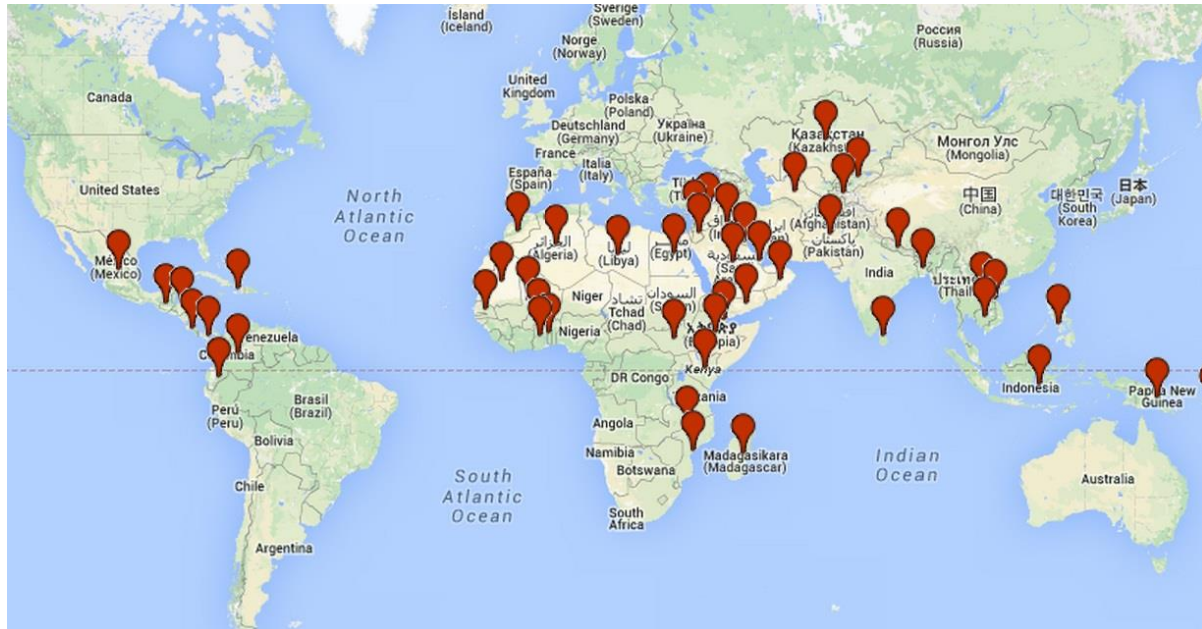 Ísland
(Iceland)
Sverige
(Sweden)
Norge
(Norway)
Россия
(Russia)
Canada
United
Kingdom
Polska
(Poland)
Deutschland
(Germany)
Україна
(Ukraine)
Қазақстан
(Kazakhst
Монгол Улс
(Mongolia)
France
Italia
(Italy)
España
(Spain)
United States
North
Atlantic
Ocean
中国
(China)
대한민국
(South
Korea)
日本
(Japan)
(Afghanistan)
پاکستان
(Pakistan)
México
(Mexico)
(Algeria)
ليبيا
(Libya)
مصر
(Egypt)
India
Niger
تشاد
Tchad
(Chad)
السودان
Nigeria
Kenya
DR Congo
Indonesia
Papua New
Guinea
Perú
(Peru)
Brasil
(Brazil)
Bolivia
Angola
Namibia
Botswana
Madagasikara
(Madagascar)
Indian
Ocean
Australia
Chile
South
Atlantic
Ocean
South
Africa
Argentina